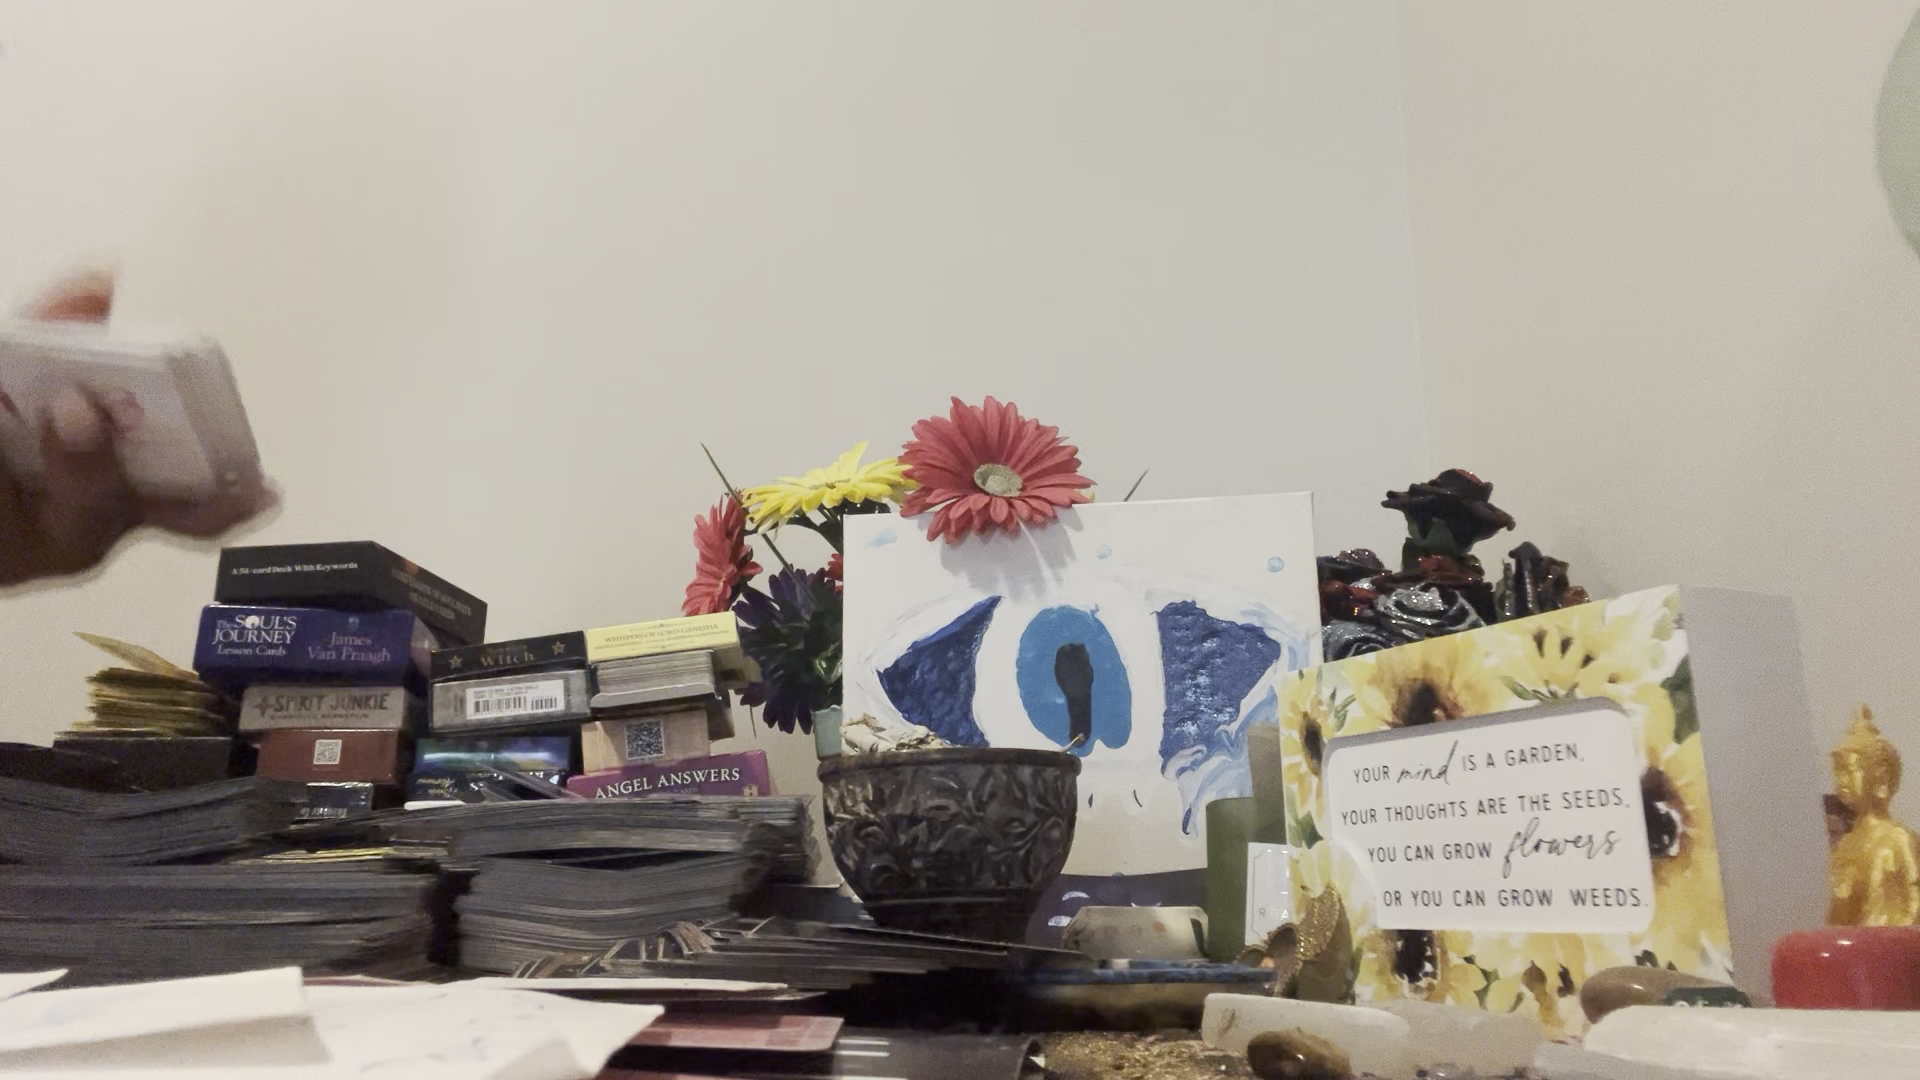 A 52-card Deck With Keywords
The SOUL'S
JOURNEY
Lesson Cards
James
Van Praagh
SPIRIT JUNKIE
Witch
WHISPERS OF LORD GANESHA
ANGEL ANSWERS
YOUR mind IS A GARDEN,
YOUR THOUGHTS ARE THE SEEDS,
YOU CAN GROW flowers
OR YOU CAN GROW WEEDS.